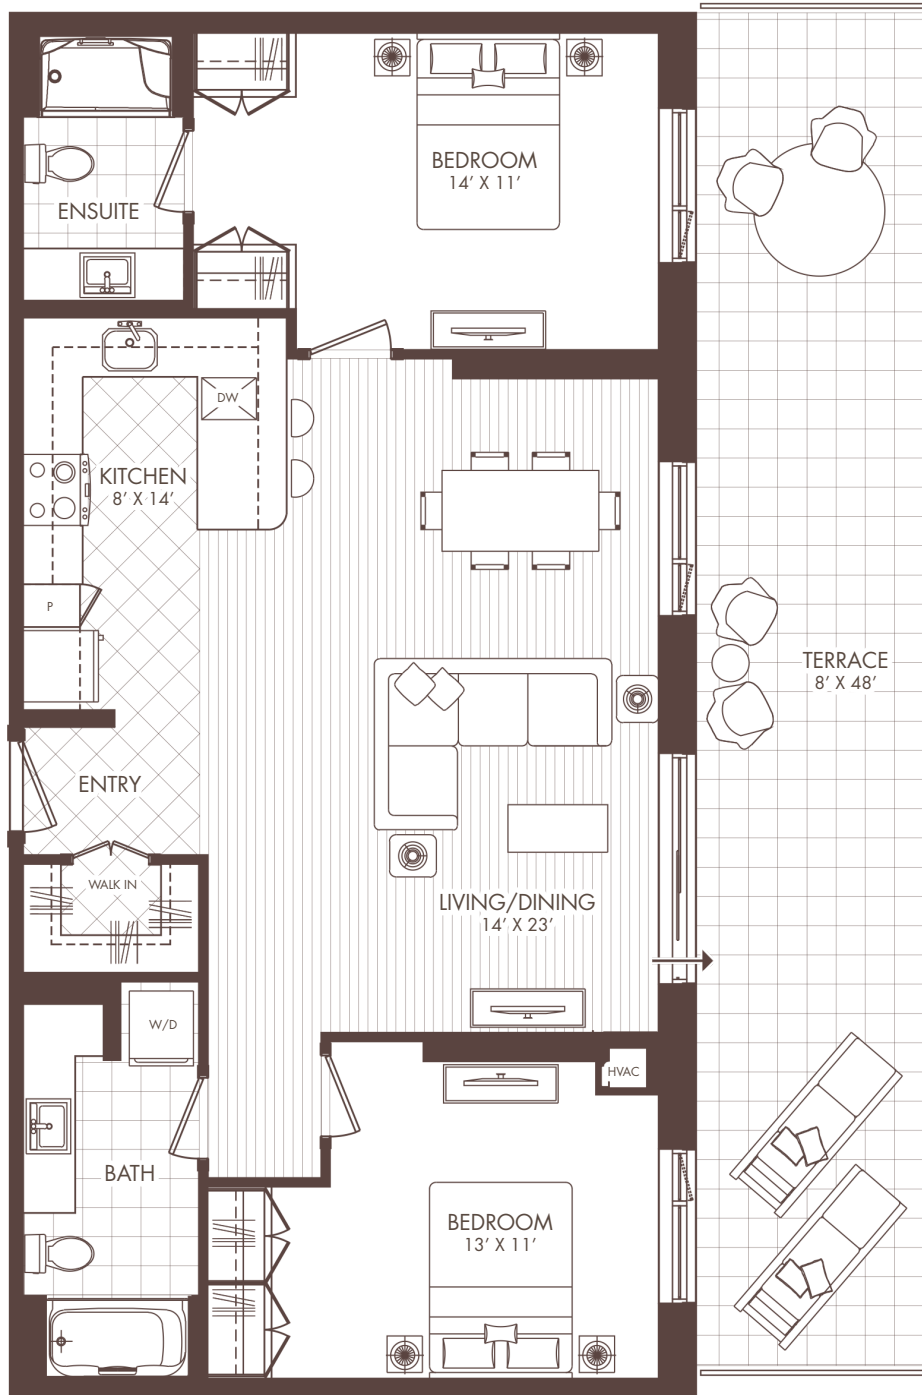 BEDROOM
14’ X 11’
ENSUITE
DW
KITCHEN
8’ X 14’
P
TERRACE
8’ X 48’
ENTRY
WALK IN
LIVING/DINING
14’ X 23’
W/D
HVAC
BATH
BEDROOM
13’ X 11’